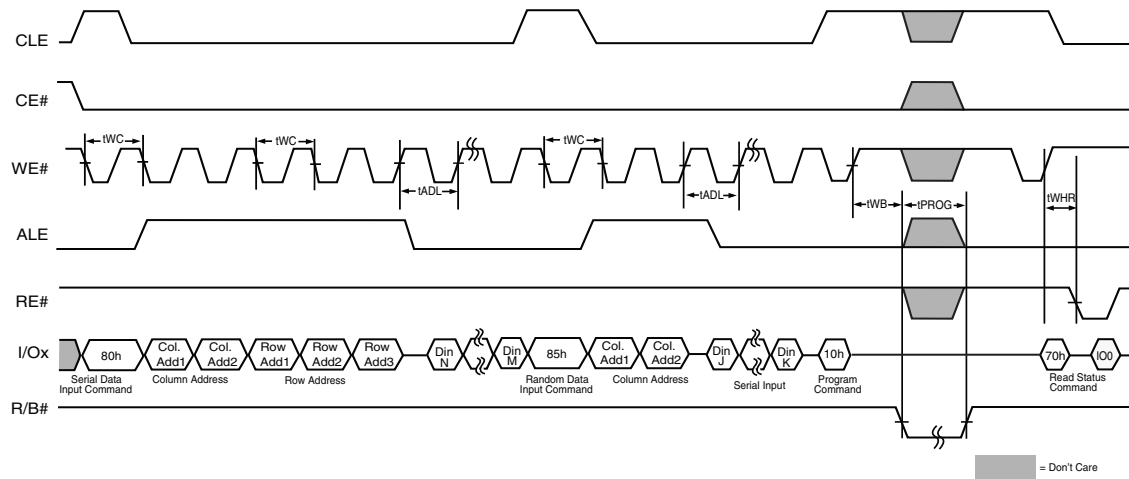 CLE
CE#
tWC
tWC
tWC
WE#
tADL
tADL
tWB
tPROG
tWHR
ALE
RE#
I/Ox
80h
Col.
Add1
Col.
Add2
Row
Add1
Row
Add2
Row
Add3
Din
N
Din
M
85h
Col.
Add1
Col.
Add2
Din
J
Din
K
10h
70h
IO0
Serial Data
Input Command
Column Address
Row Address
Random Data
Input Command
Column Address
Serial Input
Program
Command
Read Status
Command
R/B#
= Don't Care